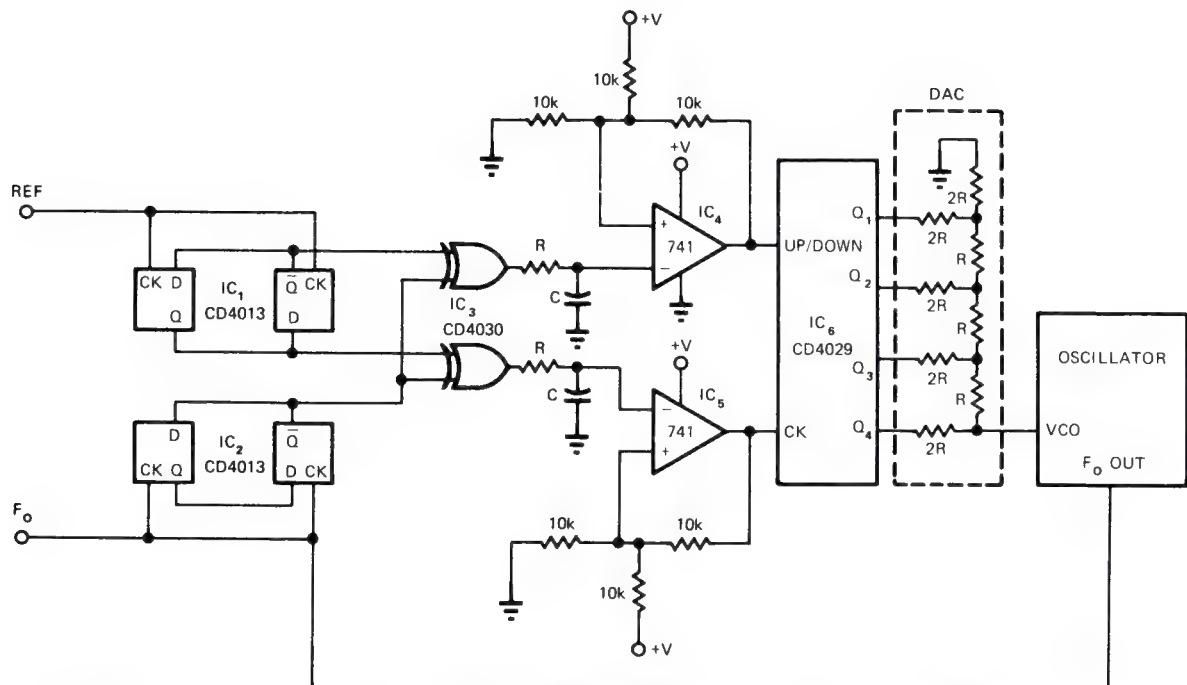 +V
10k
10k
10k
+V
IC4
+
741
−
REF
CK D
Q
IC1
CD4013
Q̅ CK
D
R
C
IC3
CD4030
R
C
+V
IC5
−
741
+
D
CK Q
IC2
CD4013
Q̅
D CK
Fo
10k
10k
10k
+V
UP/DOWN
IC6
CD4029
CK
Q1
Q2
Q3
Q4
DAC
2R
2R
R
2R
R
2R
R
2R
OSCILLATOR
VCO
Fo OUT